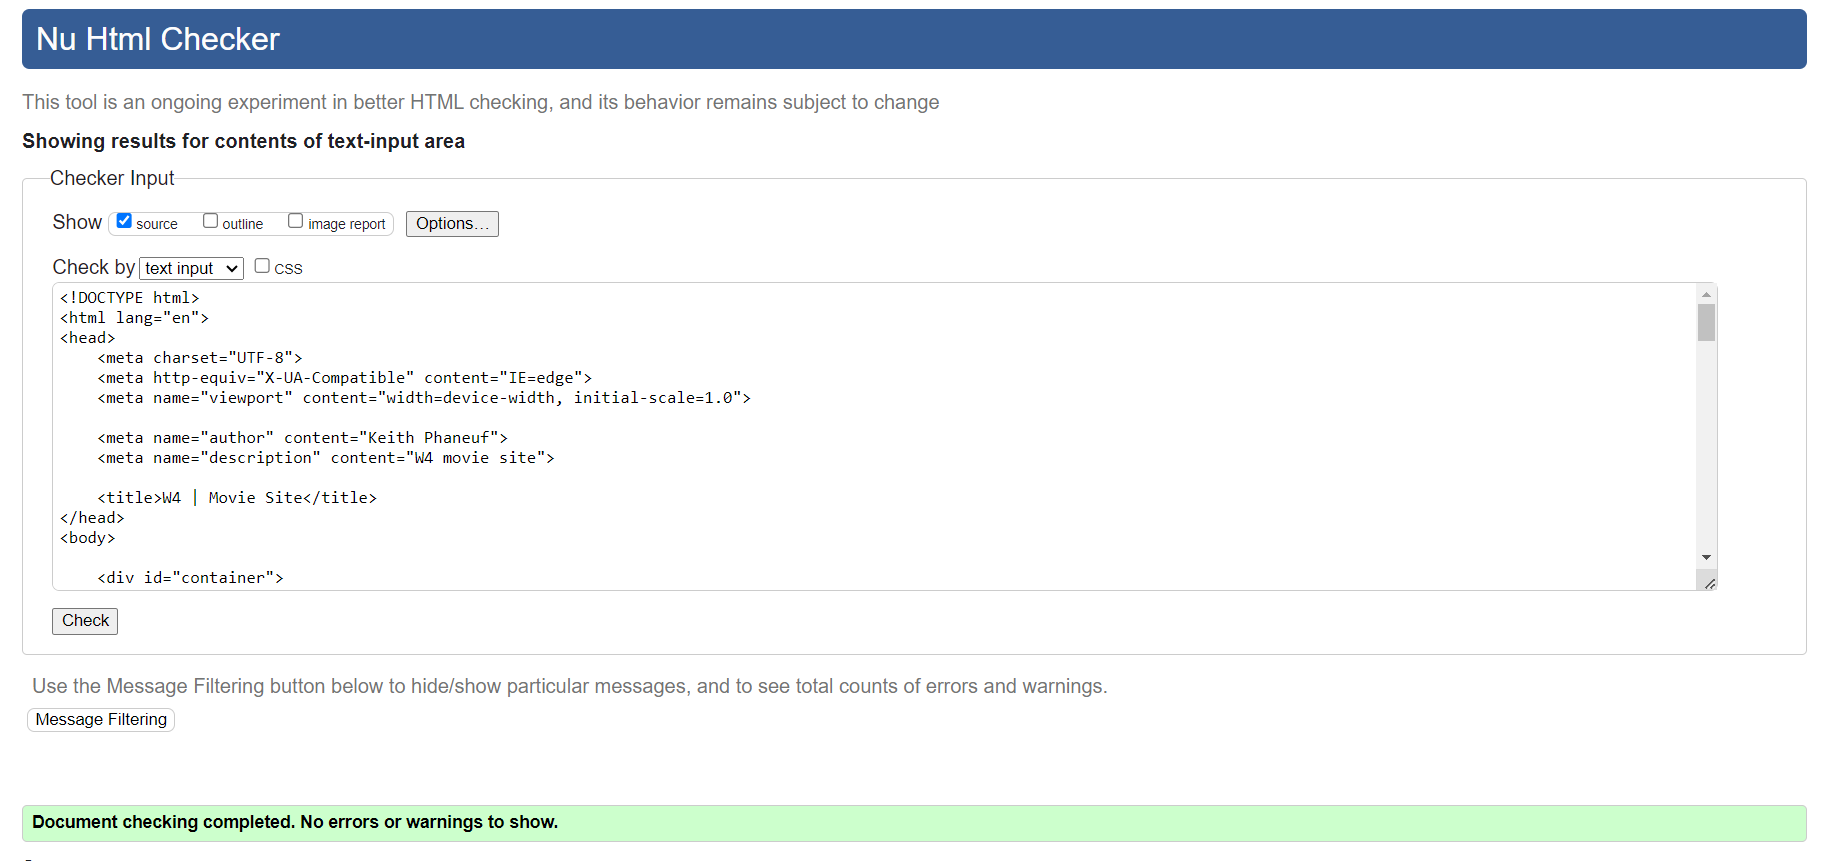 Nu Html Checker
This tool is an ongoing experiment in better HTML checking, and its behavior remains subject to change
Showing results for contents of text-input area
Checker Input
Show source outline image report Options...
Check by text input CSS
<!DOCTYPE html>
<html lang="en">
<head>
    <meta charset="UTF-8">
    <meta http-equiv="X-UA-Compatible" content="IE=edge">
    <meta name="viewport" content="width=device-width, initial-scale=1.0">
    <meta name="author" content="Keith Phaneuf">
    <meta name="description" content="W4 movie site">
    <title>W4 | Movie Site</title>
</head>
<body>
    <div id="container">
Check
Use the Message Filtering button below to hide/show particular messages, and to see total counts of errors and warnings.
Message Filtering
Document checking completed. No errors or warnings to show.